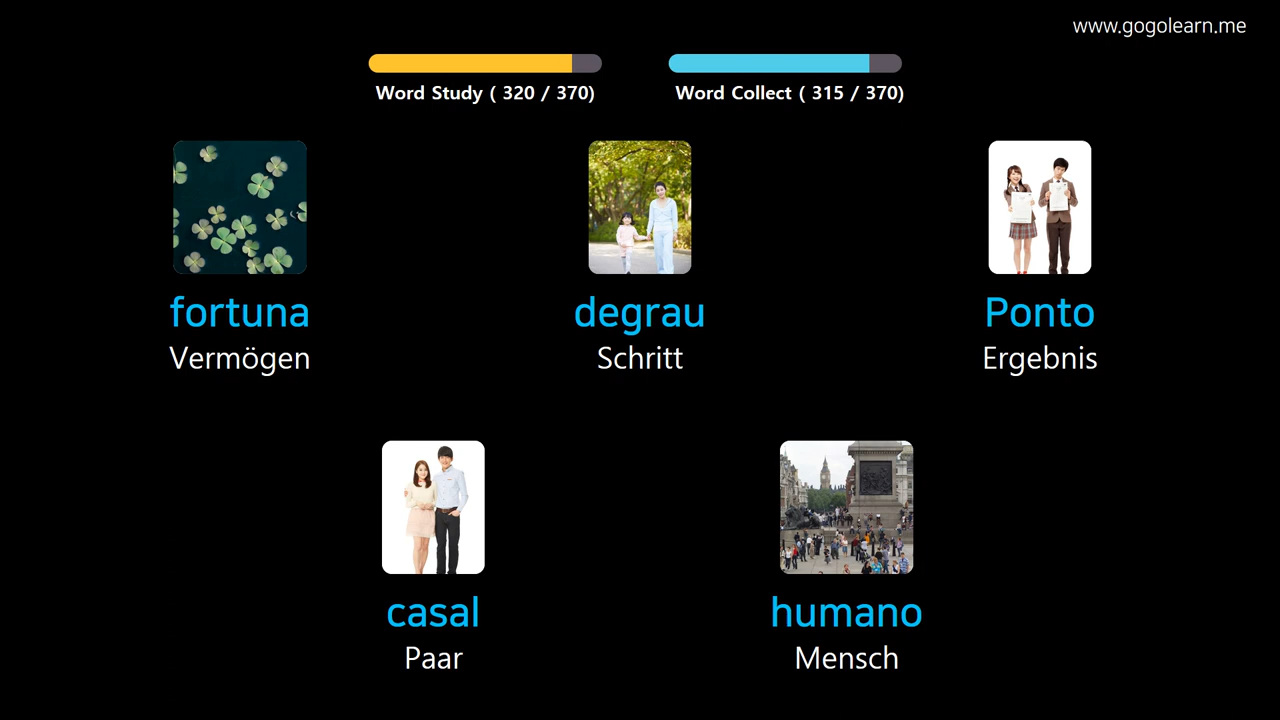 www.gogolearn.me
Word Study ( 320 / 370)
Word Collect ( 315 / 370)
fortuna
Vermögen
degrau
Schritt
Ponto
Ergebnis
casal
Paar
humano
Mensch